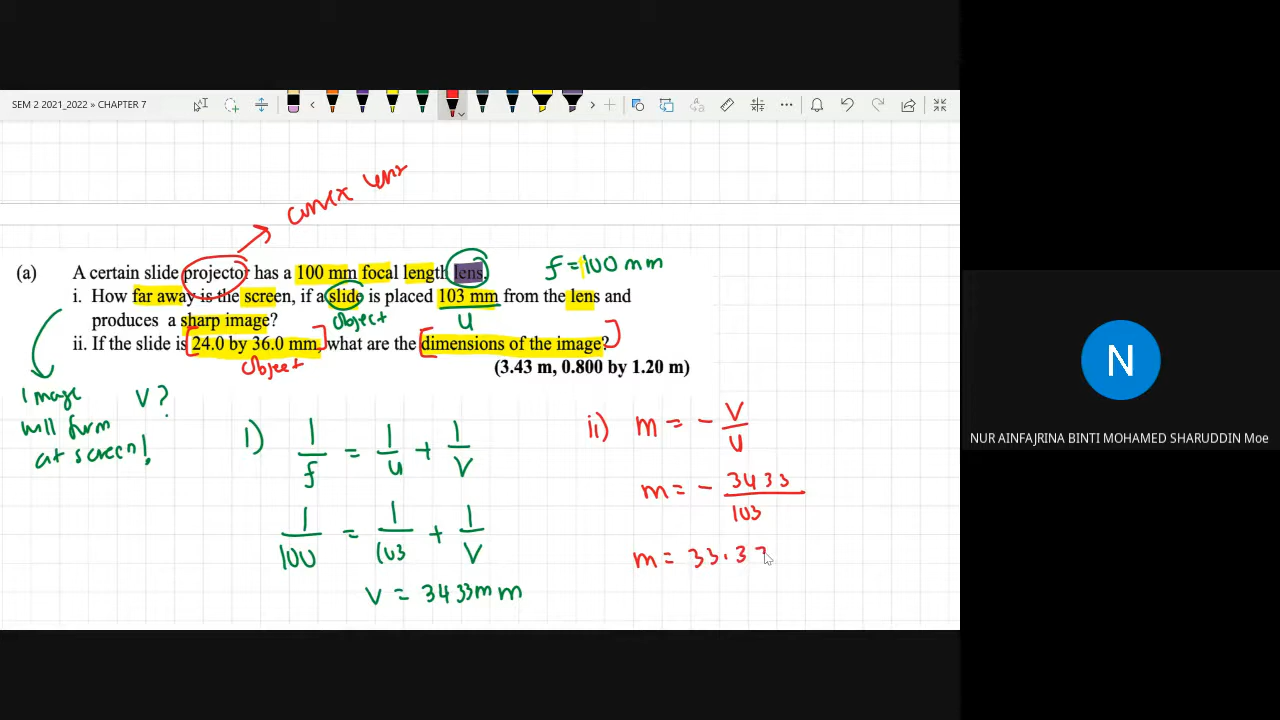 SEM 2 2021_2022 » CHAPTER 7
convex lens
(a) A certain slide projector has a 100 mm focal length lens,
f = 100 mm
i. How far away is the screen, if a slide is placed 103 mm from the lens and
produces a sharp image?
object
u
ii. If the slide is 24.0 by 36.0 mm, what are the dimensions of the image?
object
(3.43 m, 0.800 by 1.20 m)
Image
will form
at screen!
V?
1) 1/f = 1/u + 1/V
1/100 = 1/103 + 1/V
V = 3433mm
ii) m = - V/U
m = - 3433/103
m = 33.33
N
NUR AINFAJRINA BINTI MOHAMED SHARUDDIN Moe